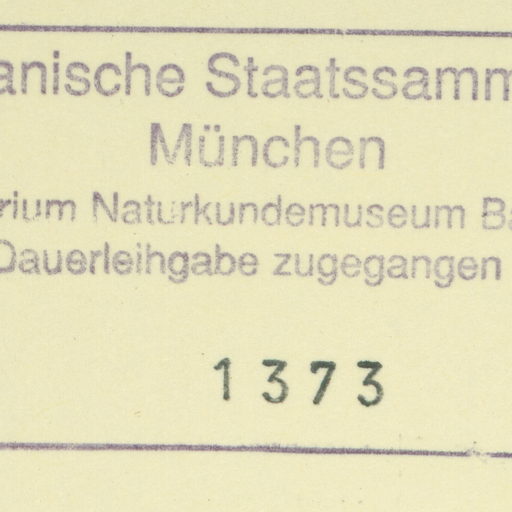 anische Staatssamm
München
rium Naturkundemuseum Ba
Dauerleihgabe zugegangen
1373